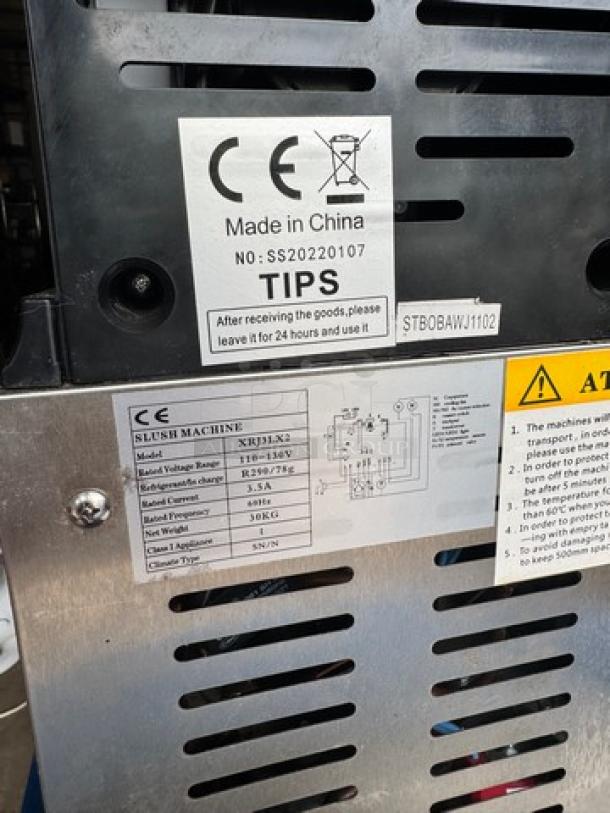 CE
Made in China
NO: SS20220107
TIPS
After receiving the goods,please
leave it for 24 hours and use it
STBOBAWJ1102
CE
SLUSH MACHINE
Model XRJ3LX2
Rated Voltage Range 110-130V
Refrigerant/fin charge R290/78g
Rated Current 3.5A
Rated Frequency 60Hz
Net Weight 30KG
Class I Appliance I
Climate Type SN/N
AT
1. The machines will
transport, in orde
please use the ma
2. In order to protect
turn off the machi
be after 5 minutes
3. The temperature fo
than 60℃ when you
4. In order to protect t
—ing with empry ta
5. To avoid damaging
to keep 500mm spac